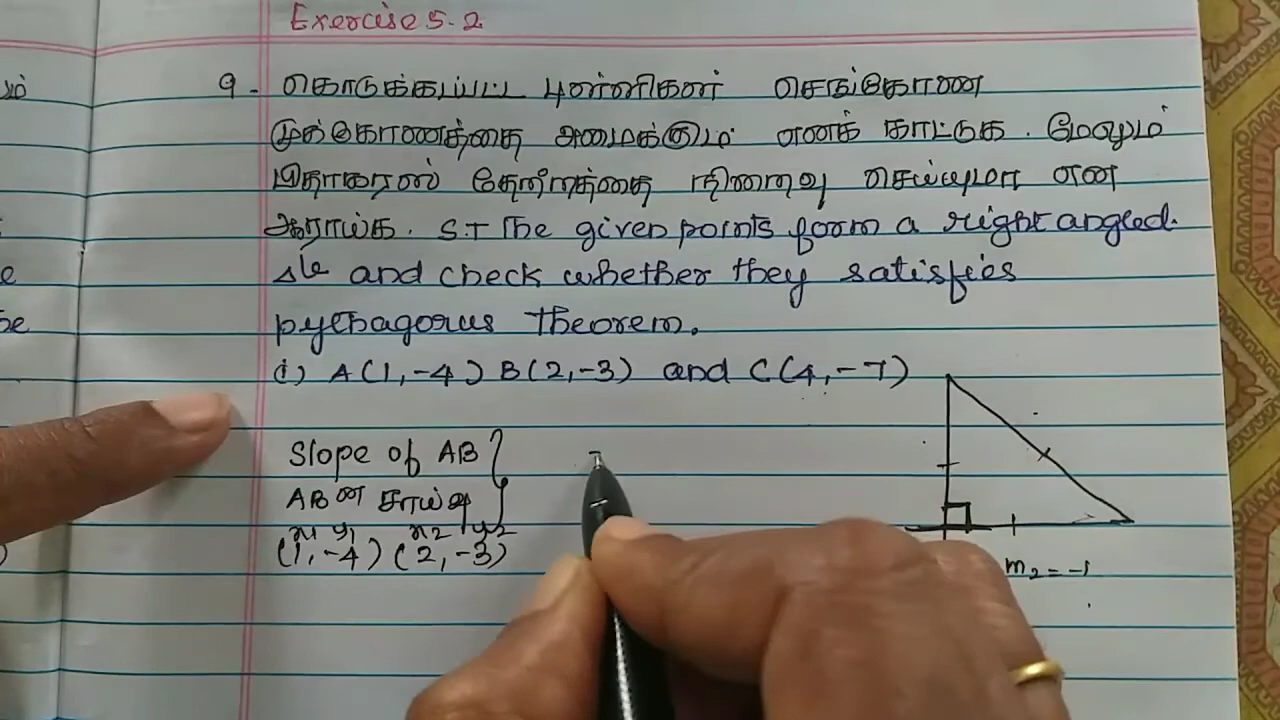 Exercise 5.2
9. கொடுக்கப்பட்ட புள்ளிகள் செங்கோண
முக்கோணத்தை அமைக்கும் எனக் காட்டுக. மேலும்
பிதாகரஸ் தேற்றத்தை நிறைவு செய்யுமா என
ஆராய்க. S.T the given points form a right angled
sle and check whether they satisfies
pythagorus theorem.
(i) A(1,-4) B(2,-3) and C(4,-7)
Slope of AB
ABன் சாய்வு
x1 y1 x2 y2
(1,-4) (2,-3)
m2 = -1